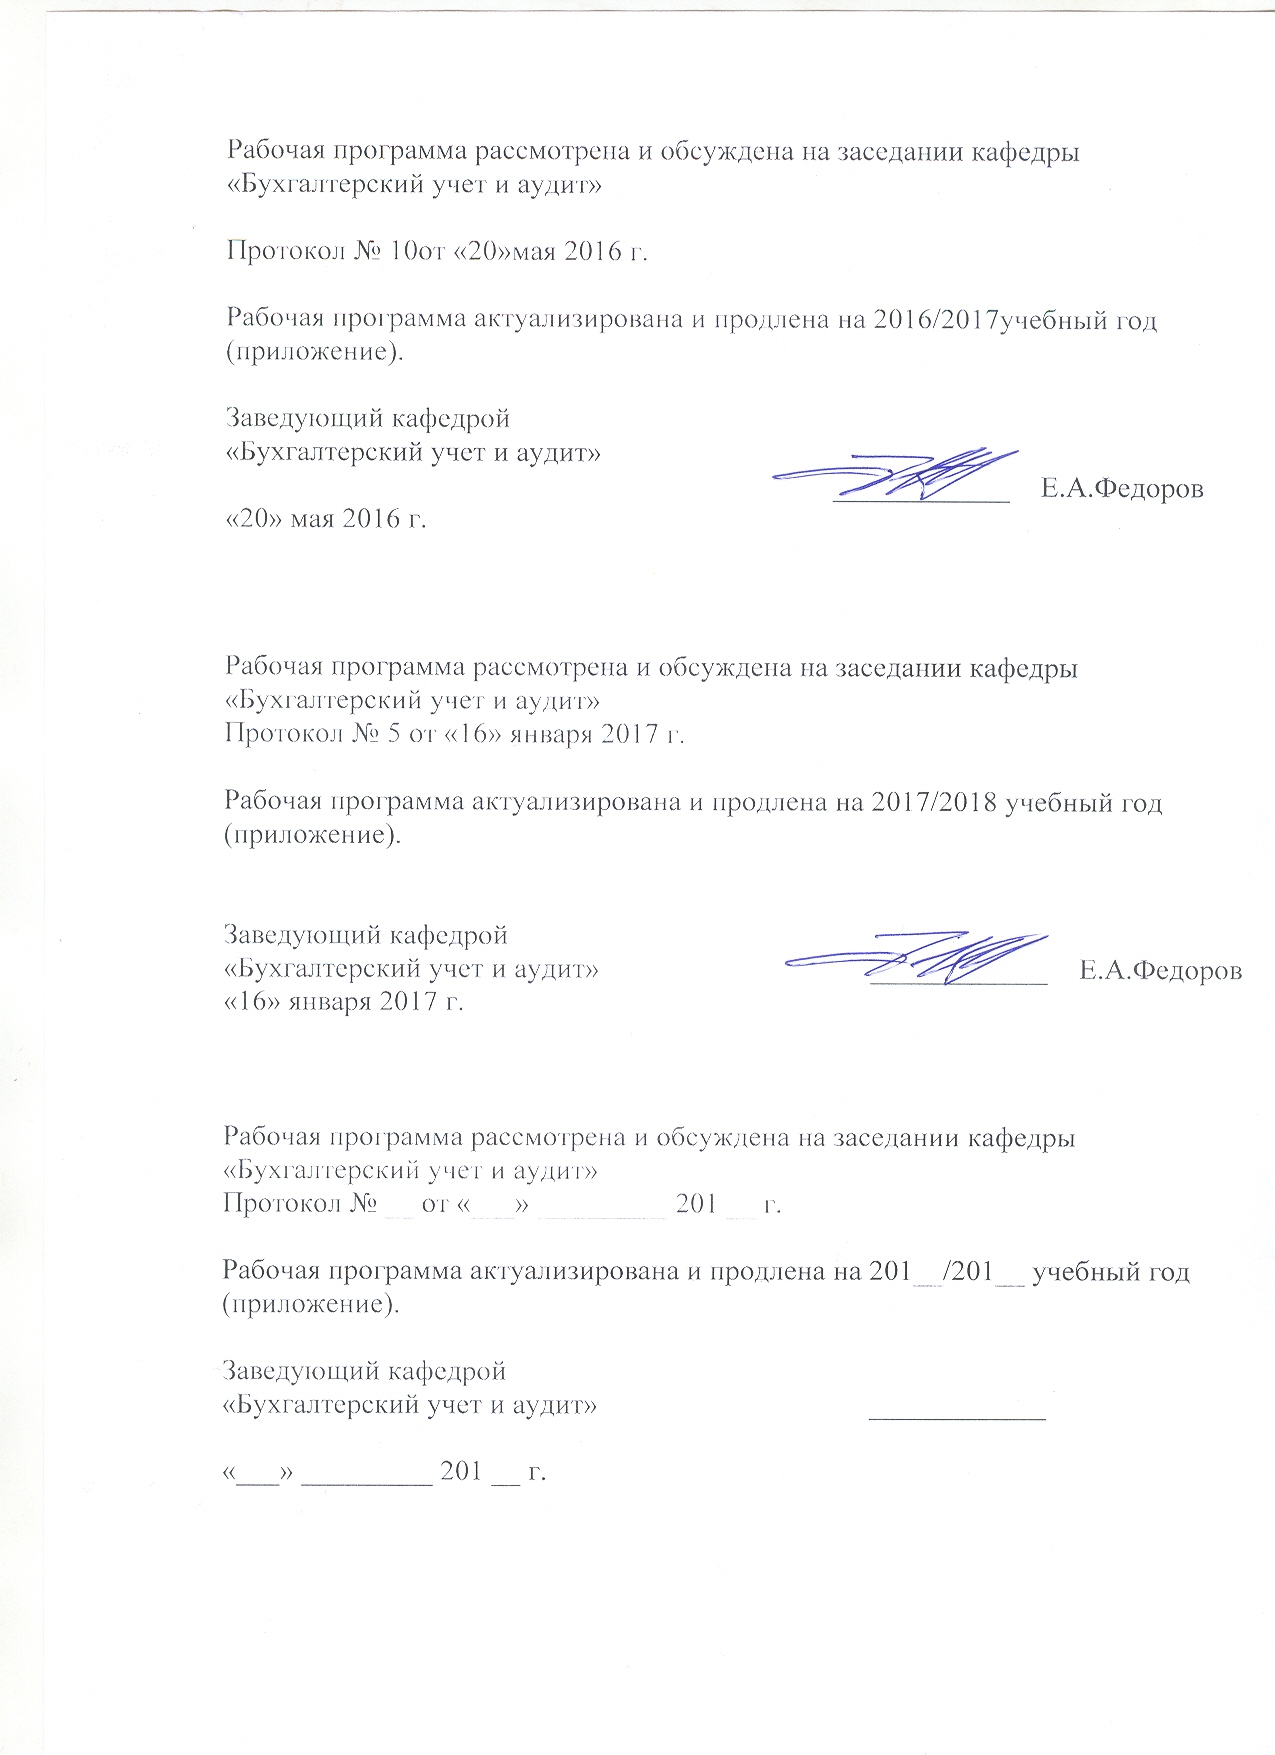 Рабочая программа рассмотрена и обсуждена на заседании кафедры
«Бухгалтерский учет и аудит»
Протокол № 10от «20»мая 2016 г.
Рабочая программа актуализирована и продлена на 2016/2017учебный год
(приложение).
Заведующий кафедрой
«Бухгалтерский учет и аудит»
____________ Е.А.Федоров
«20» мая 2016 г.
Рабочая программа рассмотрена и обсуждена на заседании кафедры
«Бухгалтерский учет и аудит»
Протокол № 5 от «16» января 2017 г.
Рабочая программа актуализирована и продлена на 2017/2018 учебный год
(приложение).
Заведующий кафедрой
«Бухгалтерский учет и аудит» ____________ Е.А.Федоров
«16» января 2017 г.
Рабочая программа рассмотрена и обсуждена на заседании кафедры
«Бухгалтерский учет и аудит»
Протокол № __ от «___» _________ 201 __ г.
Рабочая программа актуализирована и продлена на 201__/201__ учебный год
(приложение).
Заведующий кафедрой
«Бухгалтерский учет и аудит» ____________
«___» _________ 201 __ г.